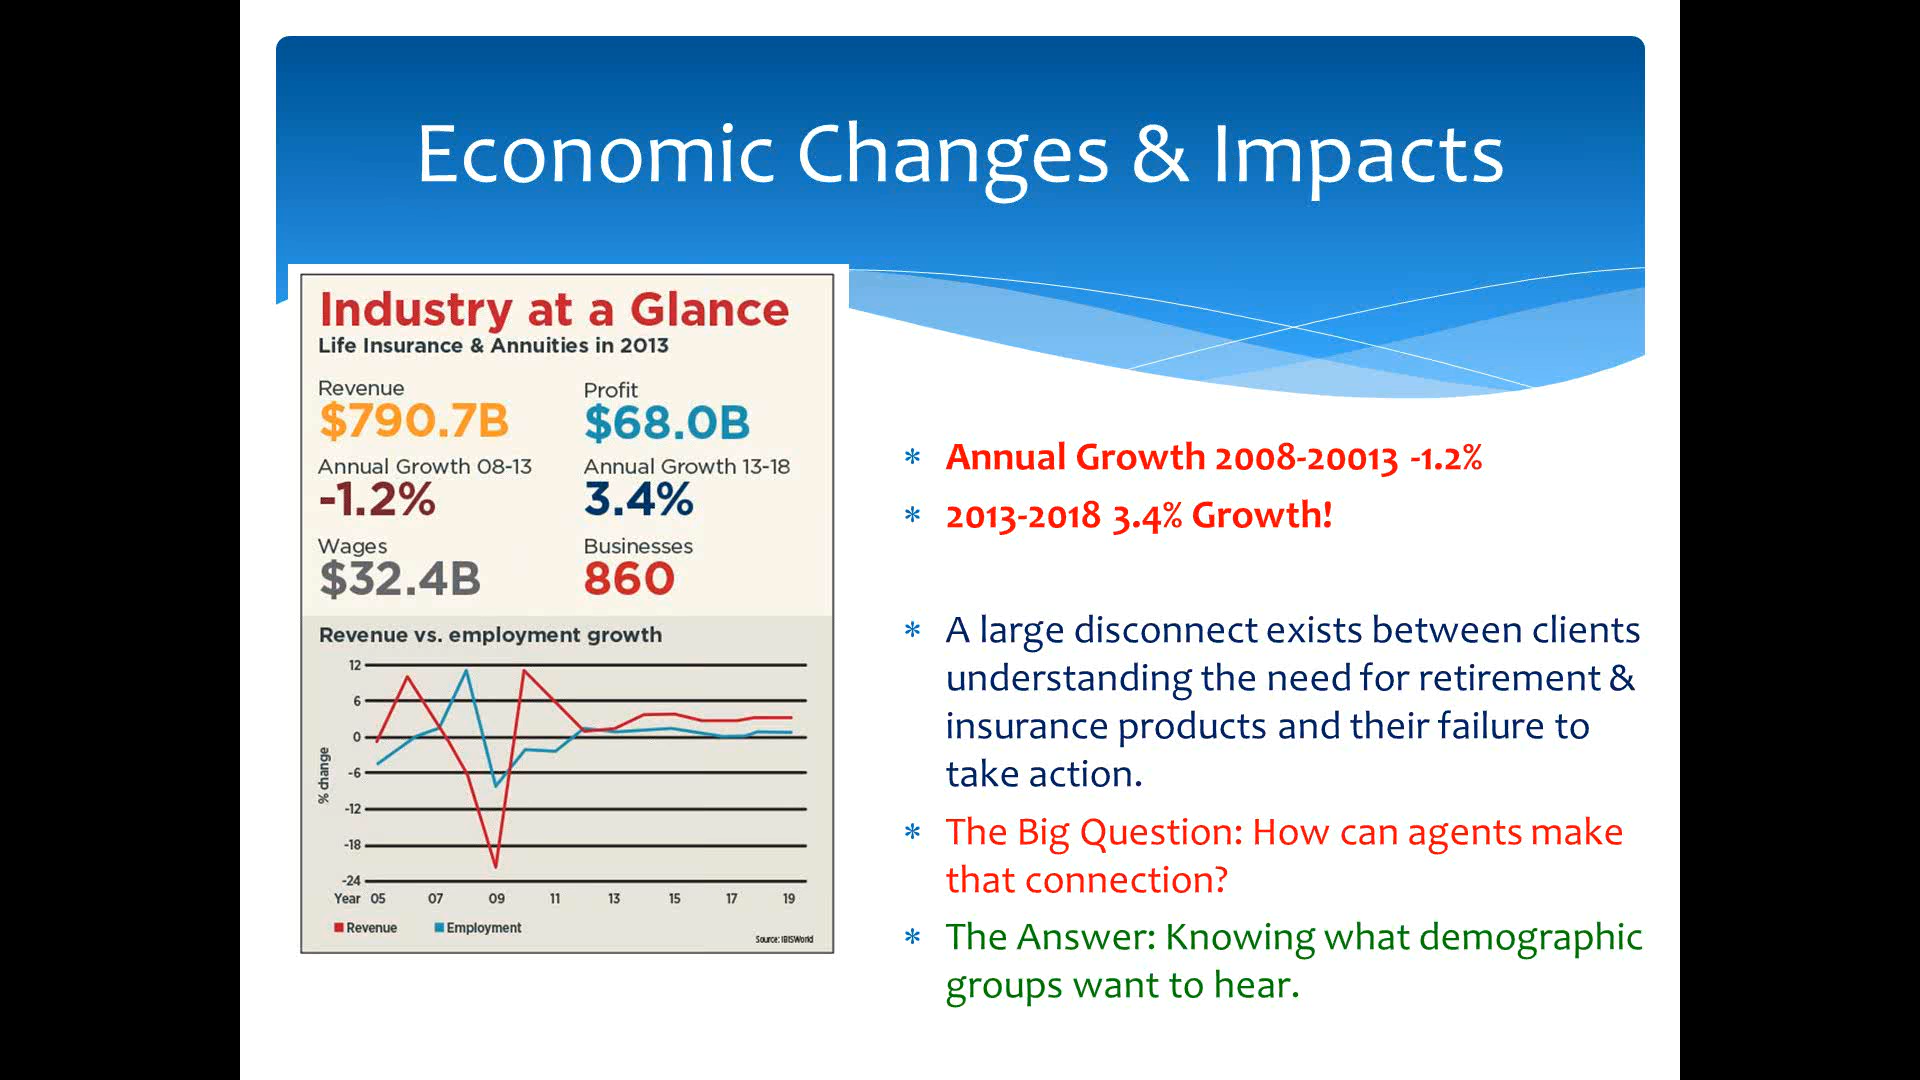 Economic Changes & Impacts
Industry at a Glance
Life Insurance & Annuities in 2013
Revenue
$790.7B
Profit
$68.0B
Annual Growth 08-13
-1.2%
Annual Growth 13-18
3.4%
Wages
$32.4B
Businesses
860
Revenue vs. employment growth
12
6
0
-6
-12
-18
-24
% change
Year 05 07 09 11 13 15 17 19
Revenue Employment
Source: IBISWorld
* Annual Growth 2008-20013 -1.2%
* 2013-2018 3.4% Growth!
* A large disconnect exists between clients
understanding the need for retirement &
insurance products and their failure to
take action.
* The Big Question: How can agents make
that connection?
* The Answer: Knowing what demographic
groups want to hear.